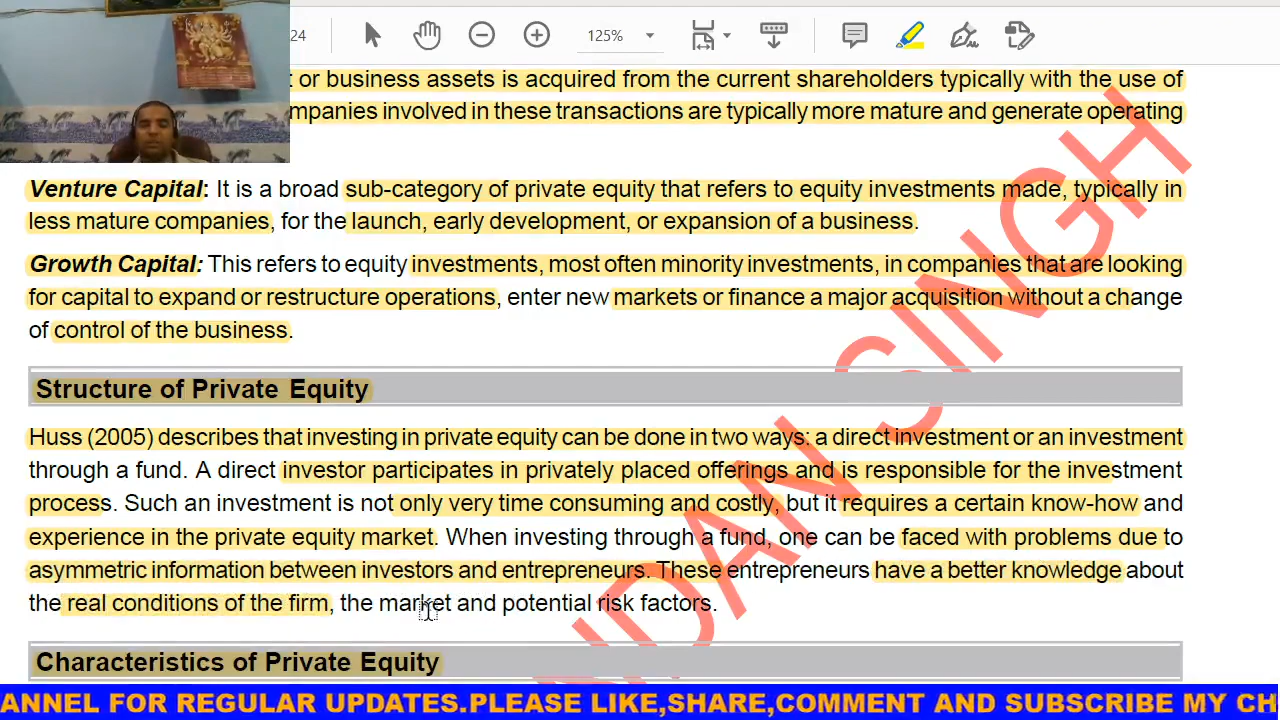 24
125%
t or business assets is acquired from the current shareholders typically with the use of
mpanies involved in these transactions are typically more mature and generate operating
Venture Capital: It is a broad sub-category of private equity that refers to equity investments made, typically in
less mature companies, for the launch, early development, or expansion of a business.
Growth Capital: This refers to equity investments, most often minority investments, in companies that are looking
for capital to expand or restructure operations, enter new markets or finance a major acquisition without a change
of control of the business.
Structure of Private Equity
Huss (2005) describes that investing in private equity can be done in two ways: a direct investment or an investment
through a fund. A direct investor participates in privately placed offerings and is responsible for the investment
process. Such an investment is not only very time consuming and costly, but it requires a certain know-how and
experience in the private equity market. When investing through a fund, one can be faced with problems due to
asymmetric information between investors and entrepreneurs. These entrepreneurs have a better knowledge about
the real conditions of the firm, the market and potential risk factors.
Characteristics of Private Equity
NDAN SINGH
ANNEL FOR REGULAR UPDATES.PLEASE LIKE,SHARE,COMMENT AND SUBSCRIBE MY CH